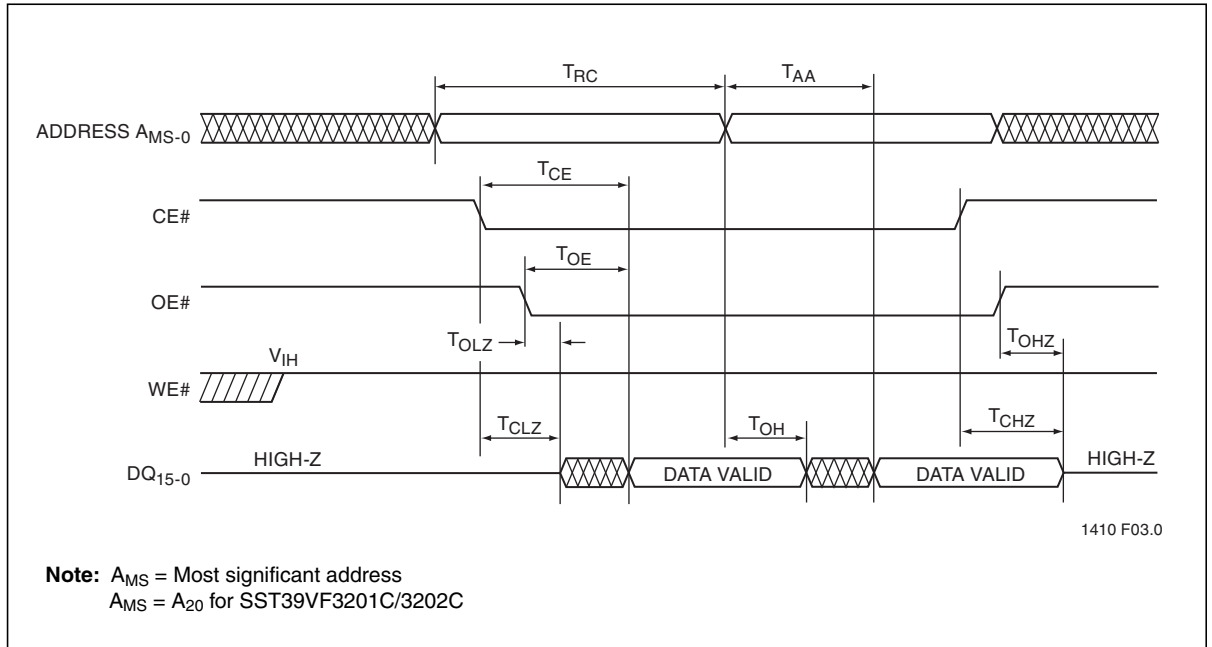 TRC TAA
ADDRESS AMS-0
TCE
CE#
TOE
OE#
TOLZ TOHZ
VIH
WE#
TCLZ TOH TCHZ
HIGH-Z HIGH-Z
DQ15-0 DATA VALID DATA VALID
1410 F03.0
Note: AMS = Most significant address
AMS = A20 for SST39VF3201C/3202C